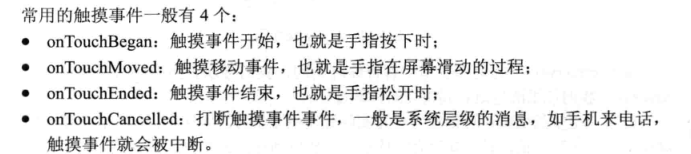 常用的触摸事件一般有 4 个：
● onTouchBegan：触摸事件开始，也就是手指按下时；
● onTouchMoved：触摸移动事件，也就是手指在屏幕滑动的过程；
● onTouchEnded：触摸事件结束，也就是手指松开时；
● onTouchCancelled：打断触摸事件事件，一般是系统层级的消息，如手机来电话，
触摸事件就会被中断。